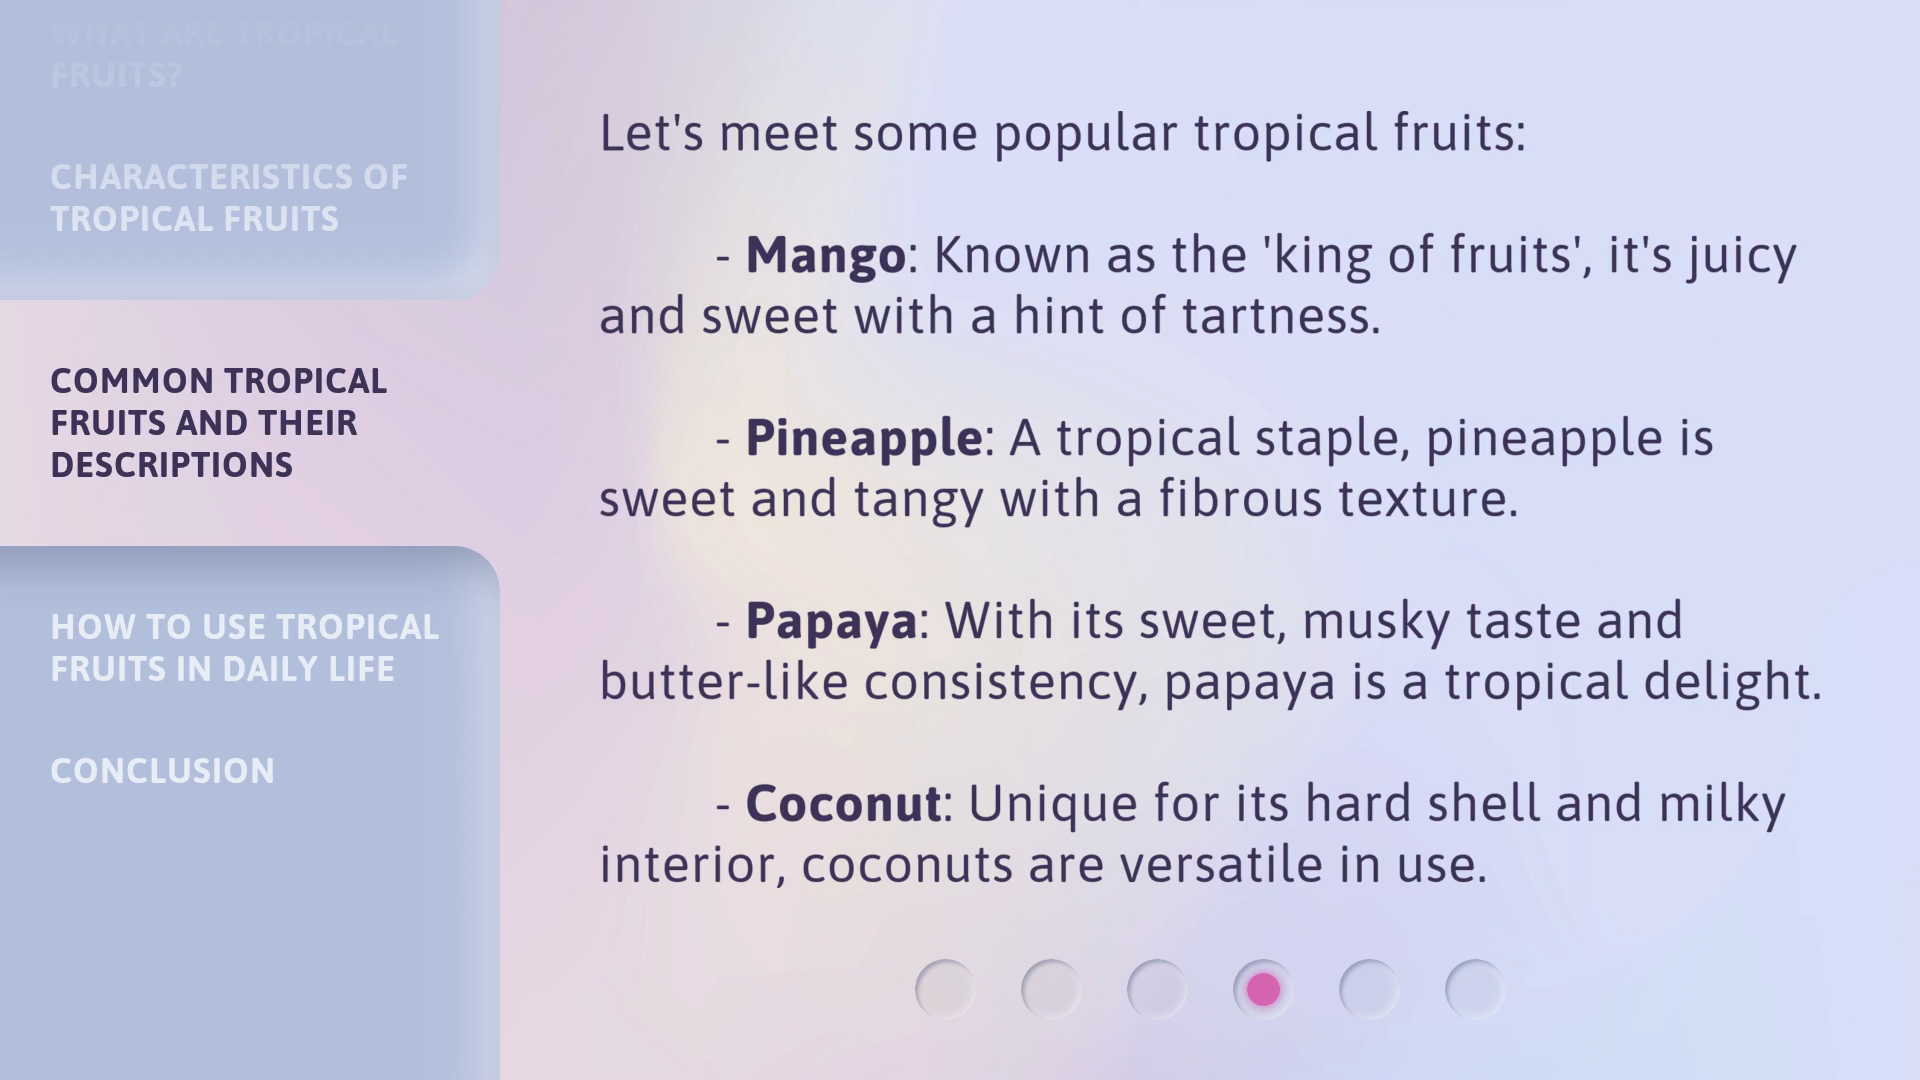 WHAT ARE TROPICAL
FRUITS?
CHARACTERISTICS OF
TROPICAL FRUITS
COMMON TROPICAL
FRUITS AND THEIR
DESCRIPTIONS
HOW TO USE TROPICAL
FRUITS IN DAILY LIFE
CONCLUSION
Let's meet some popular tropical fruits:
- Mango: Known as the 'king of fruits', it's juicy
and sweet with a hint of tartness.
- Pineapple: A tropical staple, pineapple is
sweet and tangy with a fibrous texture.
- Papaya: With its sweet, musky taste and
butter-like consistency, papaya is a tropical delight.
- Coconut: Unique for its hard shell and milky
interior, coconuts are versatile in use.